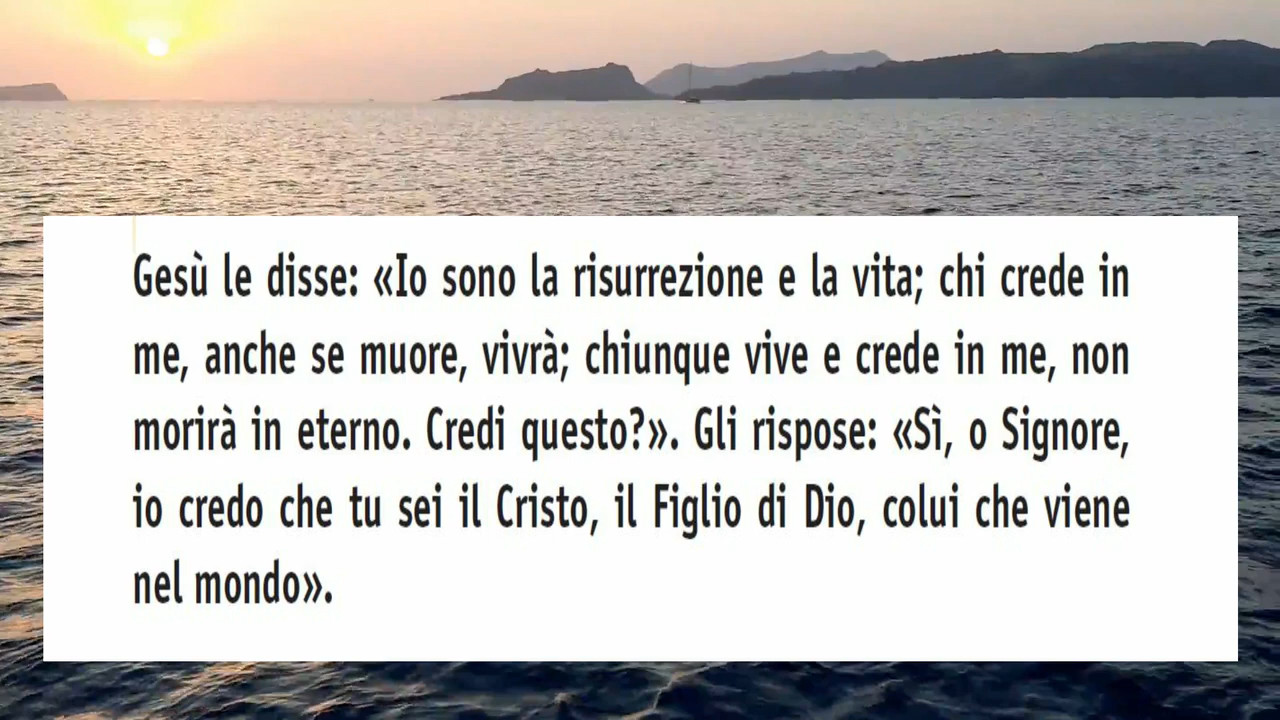 Gesù le disse: «Io sono la risurrezione e la vita; chi crede in
me, anche se muore, vivrà; chiunque vive e crede in me, non
morirà in eterno. Credi questo?». Gli rispose: «Sì, o Signore,
io credo che tu sei il Cristo, il Figlio di Dio, colui che viene
nel mondo».